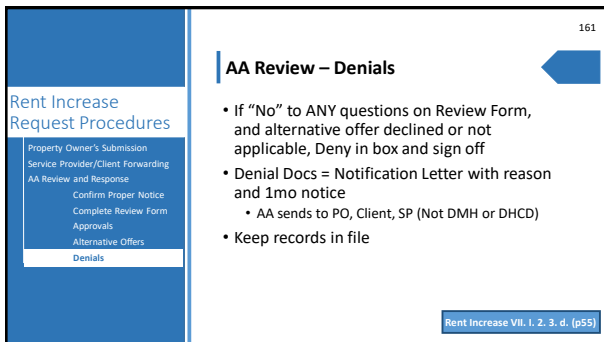 161
AA Review – Denials
Rent Increase
Request Procedures
Property Owner's Submission
Service Provider/Client Forwarding
AA Review and Response
Confirm Proper Notice
Complete Review Form
Approvals
Alternative Offers
Denials
• If “No” to ANY questions on Review Form,
and alternative offer declined or not
applicable, Deny in box and sign off
• Denial Docs = Notification Letter with reason
and 1mo notice
• AA sends to PO, Client, SP (Not DMH or DHCD)
• Keep records in file
Rent Increase VII. I. 2. 3. d. (p55)